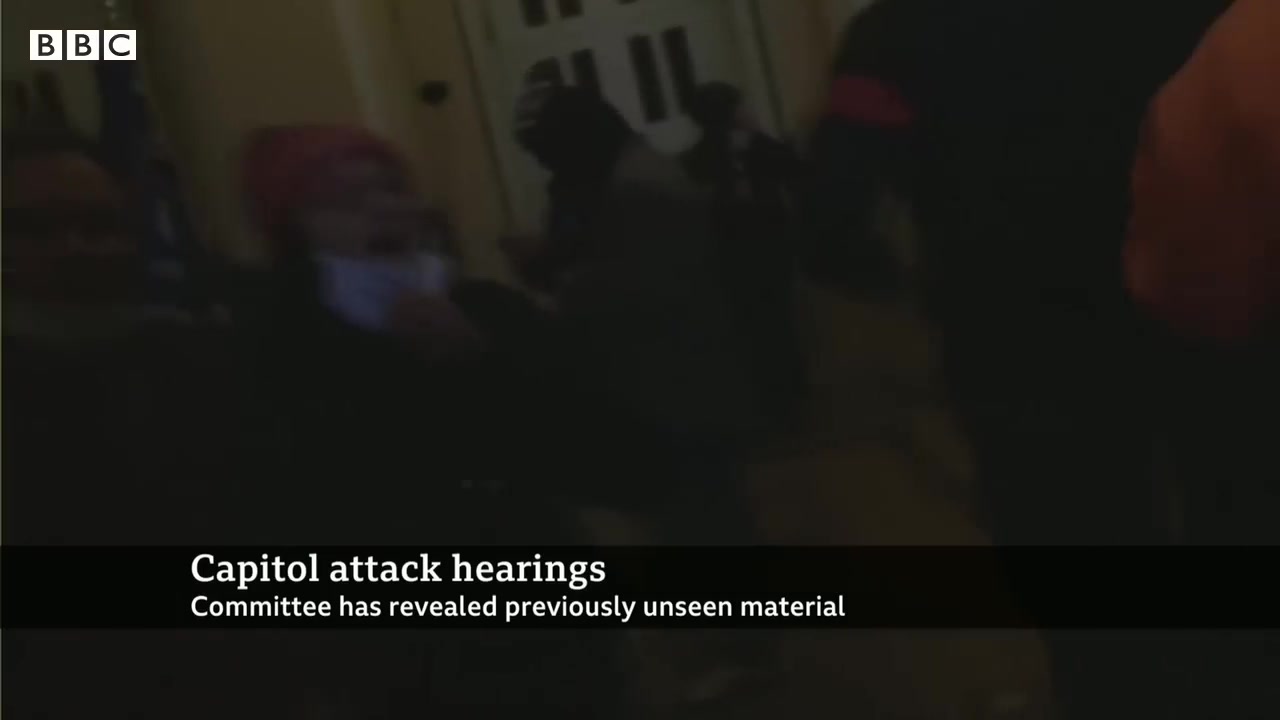 BBC
Capitol attack hearings
Committee has revealed previously unseen material